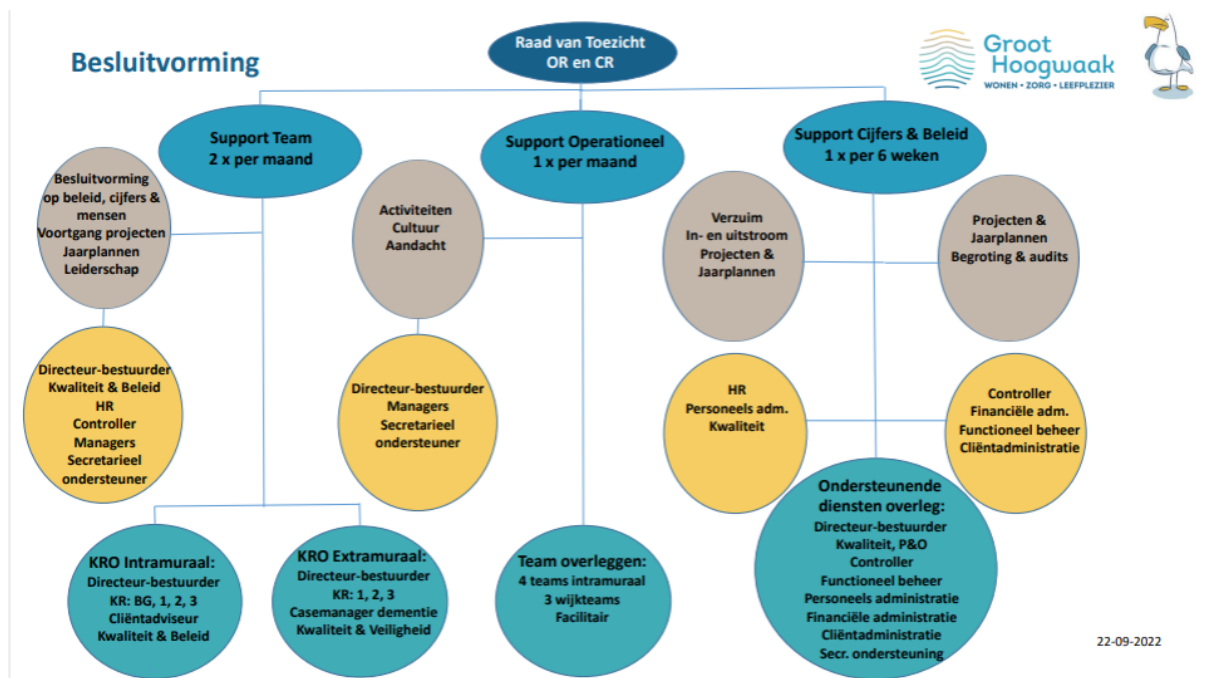 Besluitvorming
Raad van Toezicht
OR en CR
Groot
Hoogwaak
WONEN • ZORG • LEEFPLEZIER
Support Team
2 x per maand
Support Operationeel
1 x per maand
Support Cijfers & Beleid
1 x per 6 weken
Besluitvorming
op beleid, cijfers &
mensen
Voortgang projecten
Jaarplannen
Leiderschap
Activiteiten
Cultuur
Aandacht
Verzuim
In- en uitstroom
Projecten &
Jaarplannen
Projecten &
Jaarplannen
Begroting & audits
Directeur-bestuurder
Kwaliteit & Beleid
HR
Controller
Managers
Secretarieel
ondersteuner
Directeur-bestuurder
Managers
Secretarieel
ondersteuner
HR
Personeels adm.
Kwaliteit
Controller
Financiële adm.
Functioneel beheer
Cliëntadministratie
KRO Intramuraal:
Directeur-bestuurder
KR: BG, 1, 2, 3
Cliëntadviseur
Kwaliteit & Beleid
KRO Extramuraal:
Directeur-bestuurder
KR: 1, 2, 3
Casemanager dementie
Kwaliteit & Veiligheid
Team overleggen:
4 teams intramuraal
3 wijkteams
Facilitair
Ondersteunende
diensten overleg:
Directeur-bestuurder
Kwaliteit, P&O
Controller
Functioneel beheer
Personeels administratie
Financiële administratie
Cliëntadministratie
Secr. ondersteuning
22-09-2022